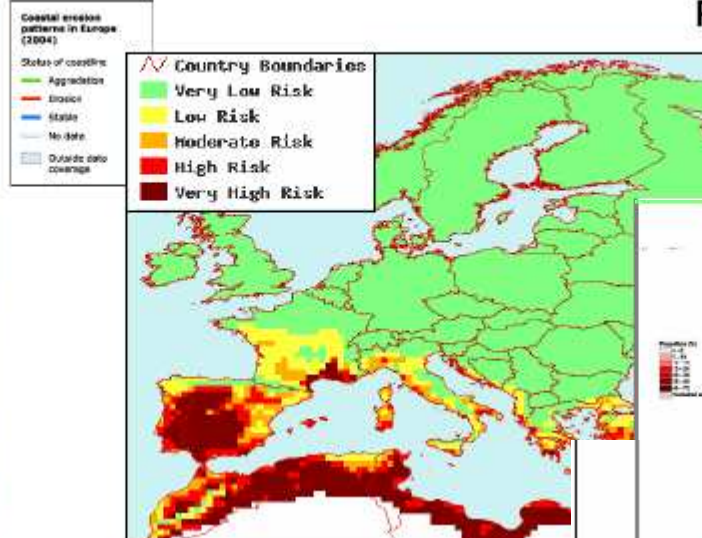 Coastal erosion
patterns in Europe
(2004)
Status of coastline
Aggradation
Erosion
Stable
No data
Outside data
coverage
Country Boundaries
Very Low Risk
Low Risk
Moderate Risk
High Risk
Very High Risk